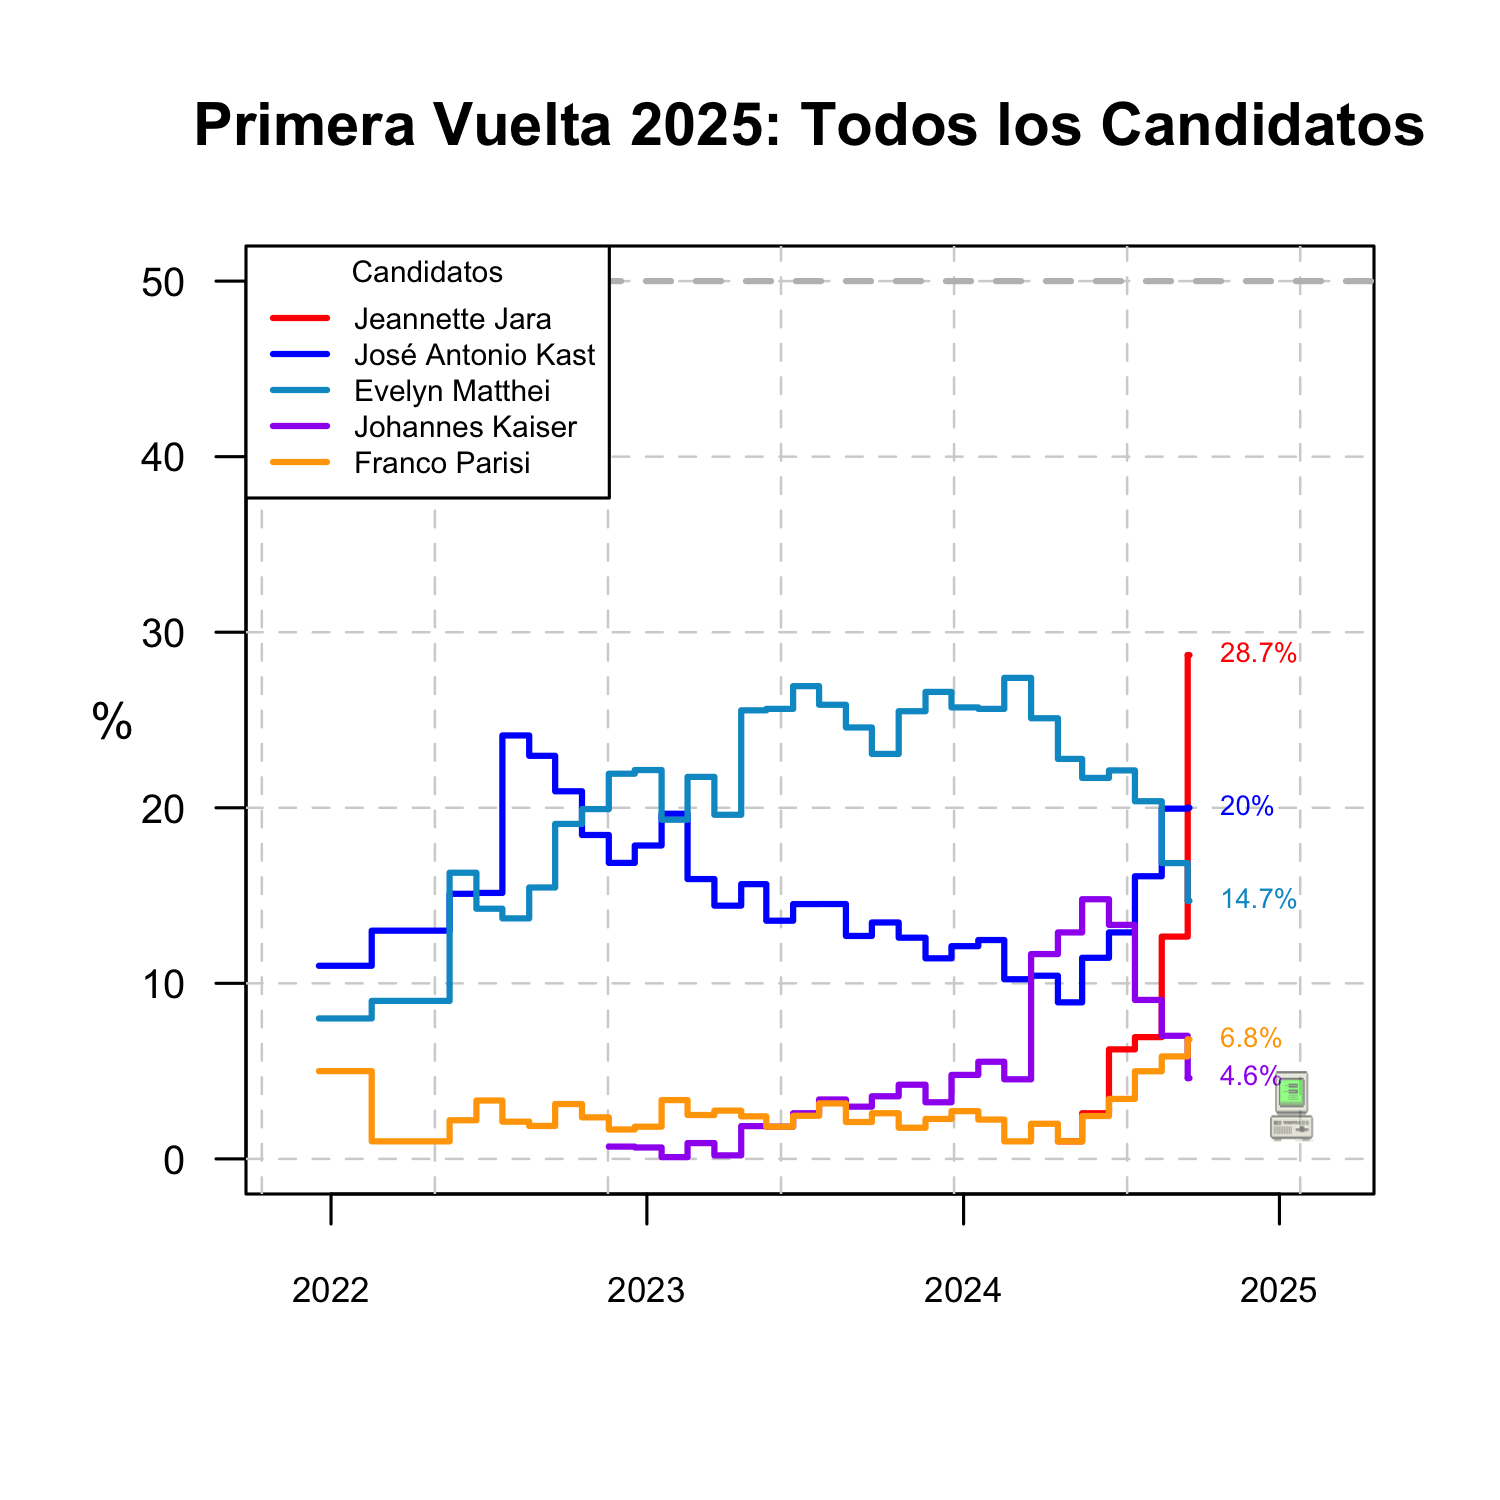 Primera Vuelta 2025: Todos los Candidatos
Candidatos
Jeannette Jara
José Antonio Kast
Evelyn Matthei
Johannes Kaiser
Franco Parisi
50
40
30
20
10
0
%
28.7%
20%
14.7%
6.8%
4.6%
2022 2023 2024 2025